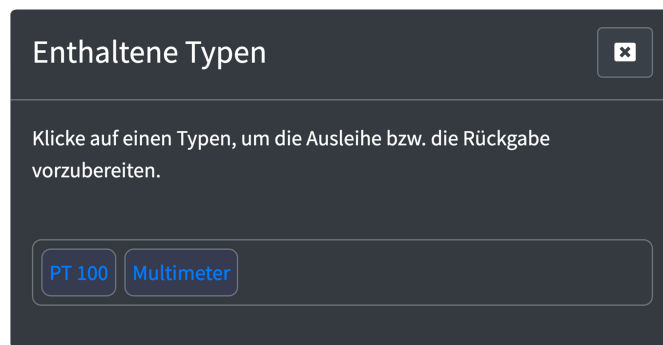 Enthaltene Typen
Klicke auf einen Typen, um die Ausleihe bzw. die Rückgabe
vorzubereiten.
PT 100 Multimeter